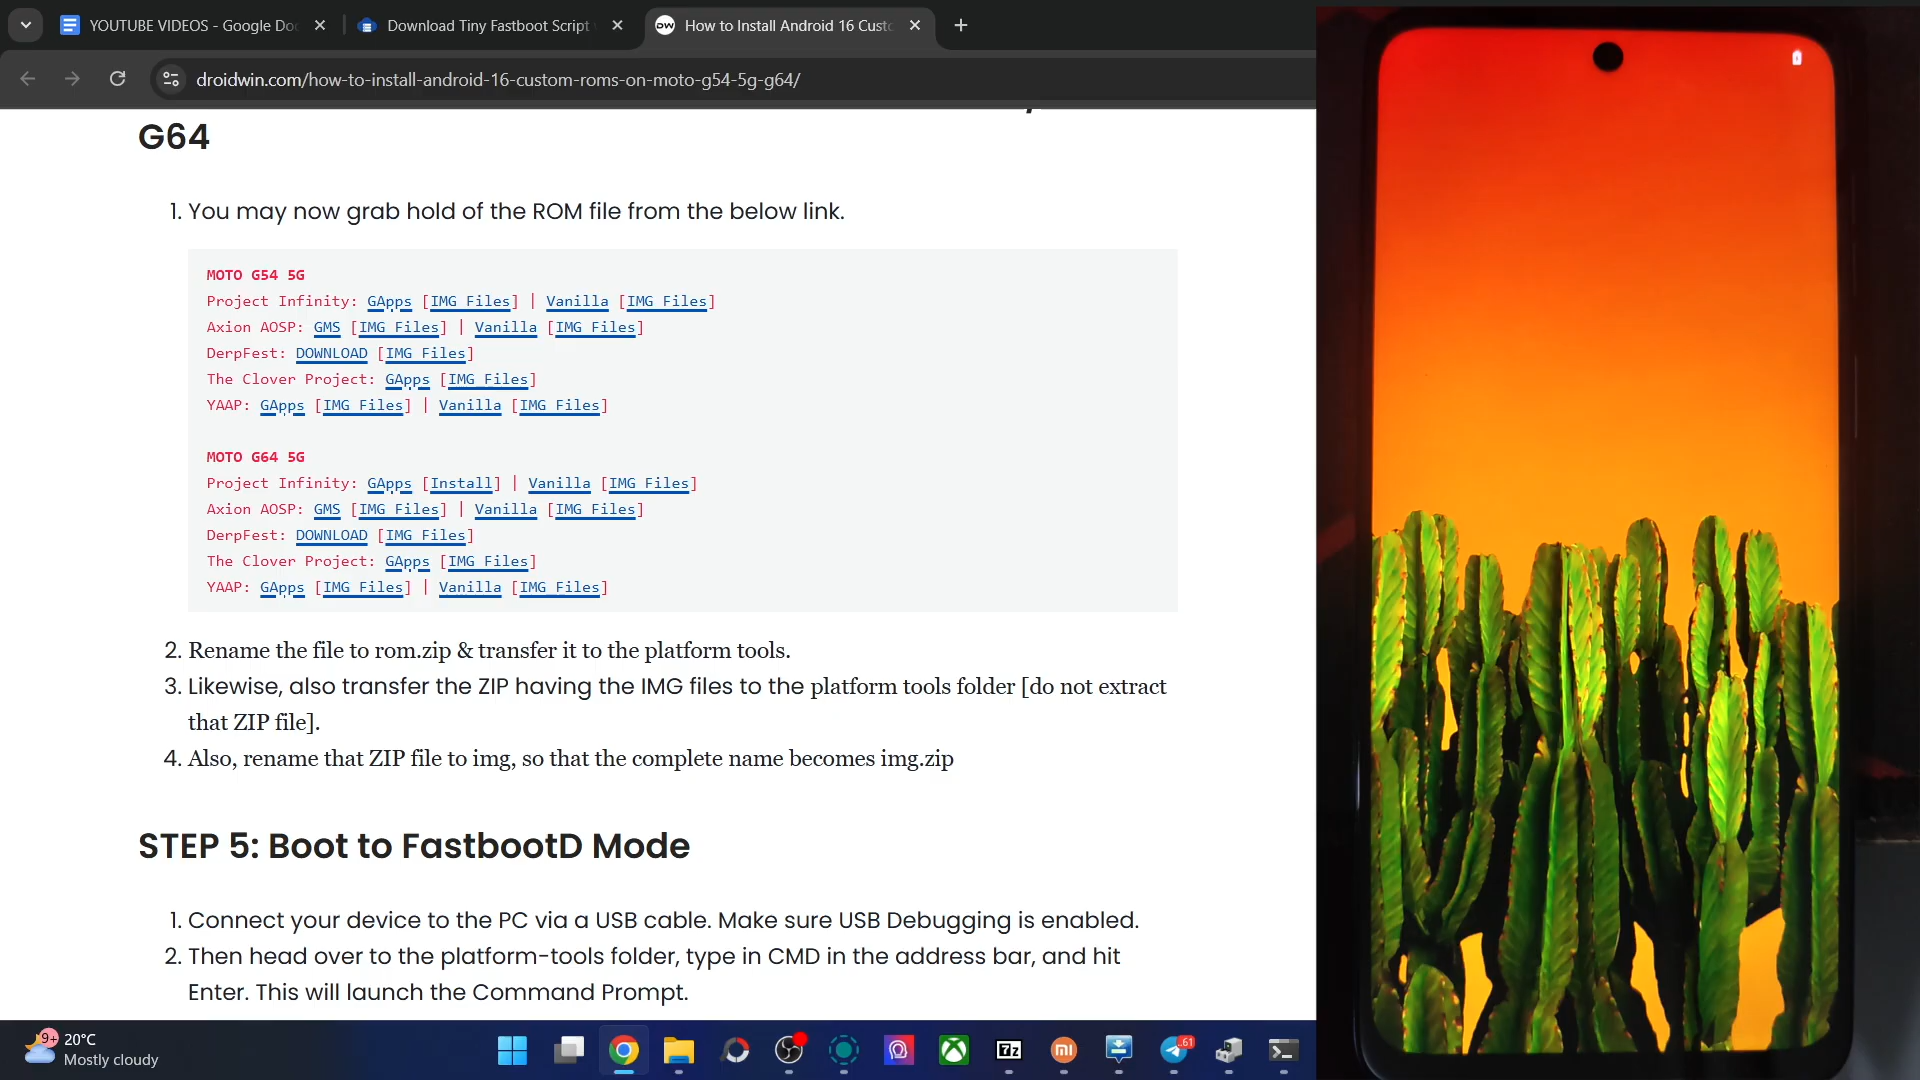 YOUTUBE VIDEOS - Google Doc
Download Tiny Fastboot Script
How to Install Android 16 Custo
droidwin.com/how-to-install-android-16-custom-roms-on-moto-g54-5g-g64/
G64
1. You may now grab hold of the ROM file from the below link.
MOTO G54 5G
Project Infinity: GApps [IMG Files] | Vanilla [IMG Files]
Axion AOSP: GMS [IMG Files] | Vanilla [IMG Files]
DerpFest: DOWNLOAD [IMG Files]
The Clover Project: GApps [IMG Files]
YAAP: GApps [IMG Files] | Vanilla [IMG Files]
MOTO G64 5G
Project Infinity: GApps [Install] | Vanilla [IMG Files]
Axion AOSP: GMS [IMG Files] | Vanilla [IMG Files]
DerpFest: DOWNLOAD [IMG Files]
The Clover Project: GApps [IMG Files]
YAAP: GApps [IMG Files] | Vanilla [IMG Files]
2. Rename the file to rom.zip & transfer it to the platform tools.
3. Likewise, also transfer the ZIP having the IMG files to the platform tools folder [do not extract
that ZIP file].
4. Also, rename that ZIP file to img, so that the complete name becomes img.zip
STEP 5: Boot to FastbootD Mode
1. Connect your device to the PC via a USB cable. Make sure USB Debugging is enabled.
2. Then head over to the platform-tools folder, type in CMD in the address bar, and hit
Enter. This will launch the Command Prompt.
9+
20°C
Mostly cloudy
7z
mi
..61